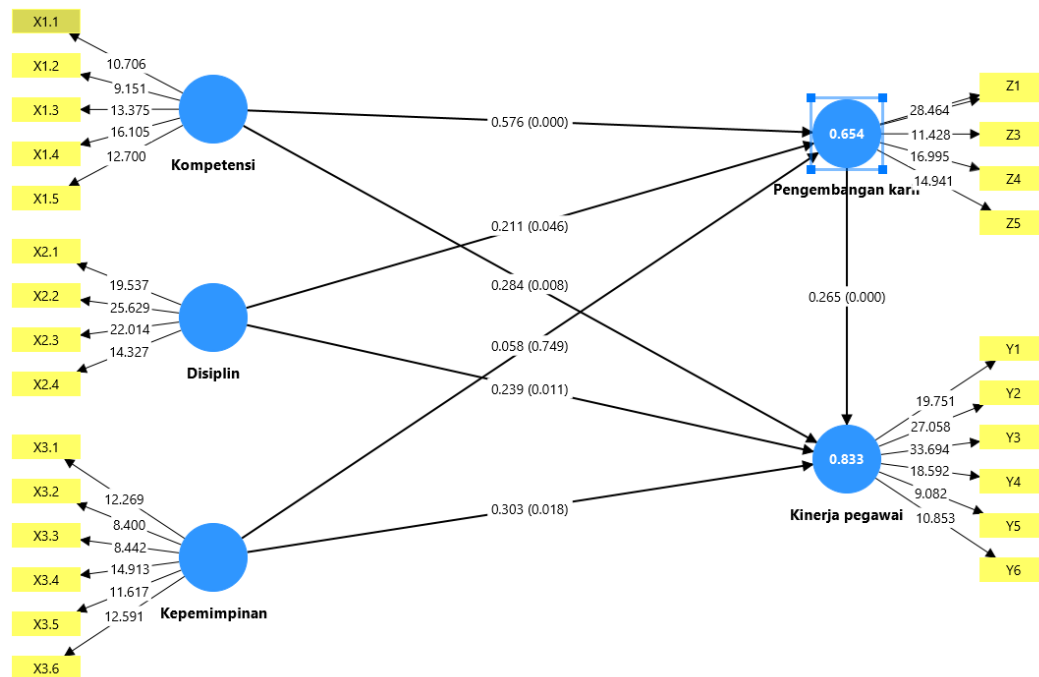 X1.1
10.706
X1.2
9.151
X1.3
13.375
X1.4
16.105
X1.5
12.700
Kompetensi
X2.1
19.537
X2.2
25.629
X2.3
22.014
X2.4
14.327
Disiplin
X3.1
12.269
X3.2
8.400
X3.3
8.442
X3.4
14.913
X3.5
11.617
X3.6
12.591
Kepemimpinan
0.576 (0.000)
0.211 (0.046)
0.284 (0.008)
0.058 (0.749)
0.239 (0.011)
0.303 (0.018)
0.265 (0.000)
0.654
Pengembangan
Z1
28.464
Z3
11.428
Z4
16.995
Z5
14.941
0.833
Kinerja pegawai
Y1
19.751
Y2
27.058
Y3
33.694
Y4
18.592
Y5
9.082
Y6
10.853